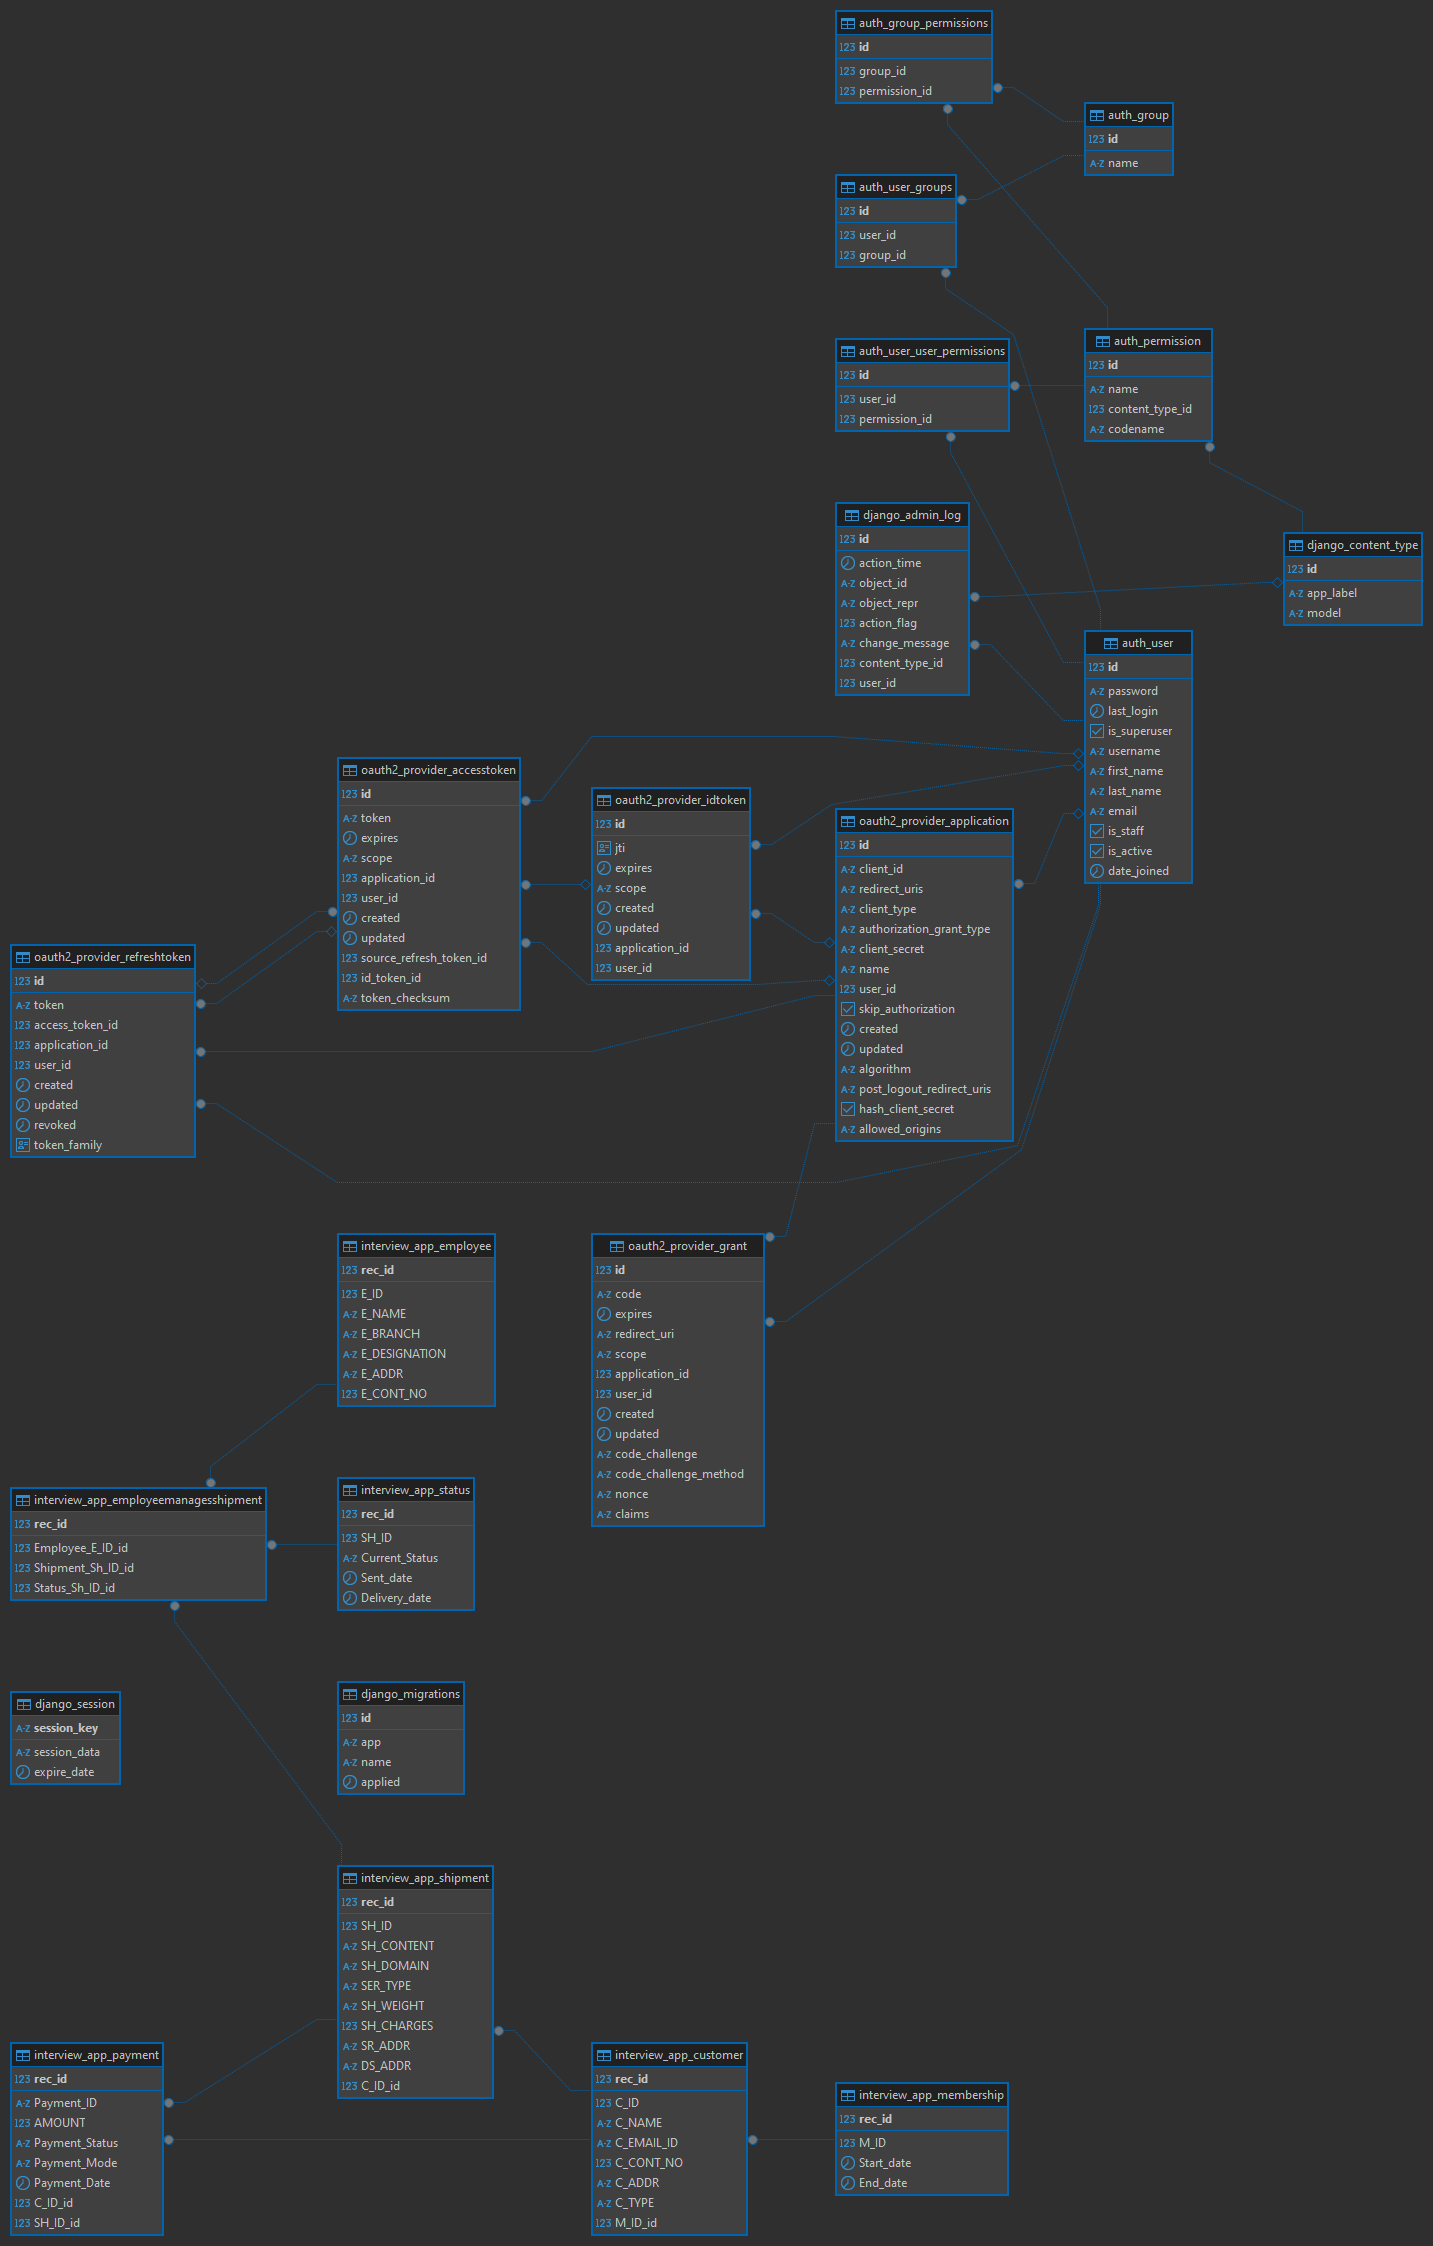 auth_group_permissions
123 id
123 group_id
123 permission_id
auth_group
123 id
A-Z name
auth_user_groups
123 id
123 user_id
123 group_id
auth_user_user_permissions
123 id
123 user_id
123 permission_id
auth_permission
123 id
A-Z name
123 content_type_id
A-Z codename
django_admin_log
123 id
action_time
A-Z object_id
A-Z object_repr
123 action_flag
A-Z change_message
123 content_type_id
123 user_id
django_content_type
123 id
A-Z app_label
A-Z model
auth_user
123 id
A-Z password
last_login
is_superuser
A-Z username
A-Z first_name
A-Z last_name
A-Z email
is_staff
is_active
date_joined
oauth2_provider_accesstoken
123 id
A-Z token
expires
A-Z scope
123 application_id
123 user_id
created
updated
123 source_refresh_token_id
123 id_token_id
A-Z token_checksum
oauth2_provider_idtoken
123 id
jti
expires
A-Z scope
created
updated
123 application_id
123 user_id
oauth2_provider_application
123 id
A-Z client_id
A-Z redirect_uris
A-Z client_type
A-Z authorization_grant_type
A-Z client_secret
A-Z name
123 user_id
skip_authorization
created
updated
A-Z algorithm
A-Z post_logout_redirect_uris
hash_client_secret
A-Z allowed_origins
oauth2_provider_refreshtoken
123 id
A-Z token
123 access_token_id
123 application_id
123 user_id
created
updated
revoked
token_family
interview_app_employee
123 rec_id
123 E_ID
A-Z E_NAME
A-Z E_BRANCH
A-Z E_DESIGNATION
A-Z E_ADDR
123 E_CONT_NO
oauth2_provider_grant
123 id
A-Z code
expires
A-Z redirect_uri
A-Z scope
123 application_id
123 user_id
created
updated
A-Z code_challenge
A-Z code_challenge_method
A-Z nonce
A-Z claims
interview_app_employeemanagesshipment
123 rec_id
123 Employee_E_ID_id
123 Shipment_Sh_ID_id
123 Status_Sh_ID_id
interview_app_status
123 rec_id
123 SH_ID
A-Z Current_Status
Sent_date
Delivery_date
django_session
A-Z session_key
A-Z session_data
expire_date
django_migrations
123 id
A-Z app
A-Z name
applied
interview_app_shipment
123 rec_id
123 SH_ID
A-Z SH_CONTENT
A-Z SH_DOMAIN
A-Z SER_TYPE
A-Z SH_WEIGHT
123 SH_CHARGES
A-Z SR_ADDR
A-Z DS_ADDR
123 C_ID_id
interview_app_payment
123 rec_id
A-Z Payment_ID
123 AMOUNT
A-Z Payment_Status
A-Z Payment_Mode
Payment_Date
123 C_ID_id
123 SH_ID_id
interview_app_customer
123 rec_id
123 C_ID
A-Z C_NAME
A-Z C_EMAIL_ID
123 C_CONT_NO
A-Z C_ADDR
A-Z C_TYPE
123 M_ID_id
interview_app_membership
123 rec_id
123 M_ID
Start_date
End_date